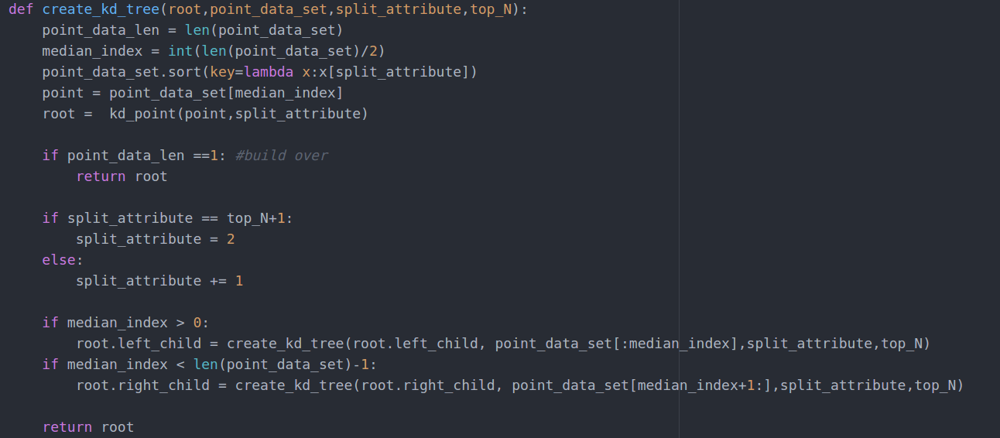 def create_kd_tree(root,point_data_set,split_attribute,top_N):
    point_data_len = len(point_data_set)
    median_index = int(len(point_data_set)/2)
    point_data_set.sort(key=lambda x:x[split_attribute])
    point = point_data_set[median_index]
    root =  kd_point(point,split_attribute)

    if point_data_len ==1: #build over
        return root

    if split_attribute == top_N+1:
        split_attribute = 2
    else:
        split_attribute += 1

    if median_index > 0:
        root.left_child = create_kd_tree(root.left_child, point_data_set[:median_index],split_attribute,top_N)
    if median_index < len(point_data_set)-1:
        root.right_child = create_kd_tree(root.right_child, point_data_set[median_index+1:],split_attribute,top_N)

    return root